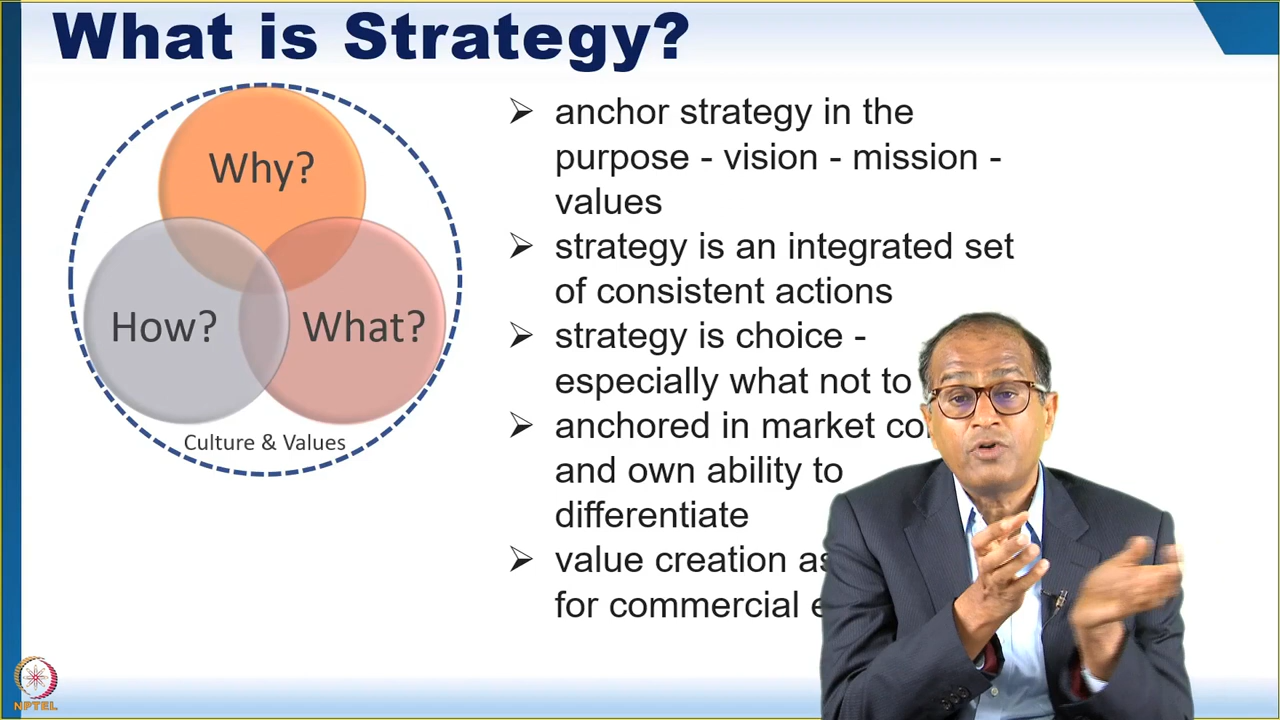 What is Strategy?
Why?
How?
What?
Culture & Values
➢ anchor strategy in the
purpose - vision - mission -
values
➢ strategy is an integrated set
of consistent actions
➢ strategy is choice -
especially what not to
➢ anchored in market
and own ability to
differentiate
➢ value creation
for commercial
NPTEL